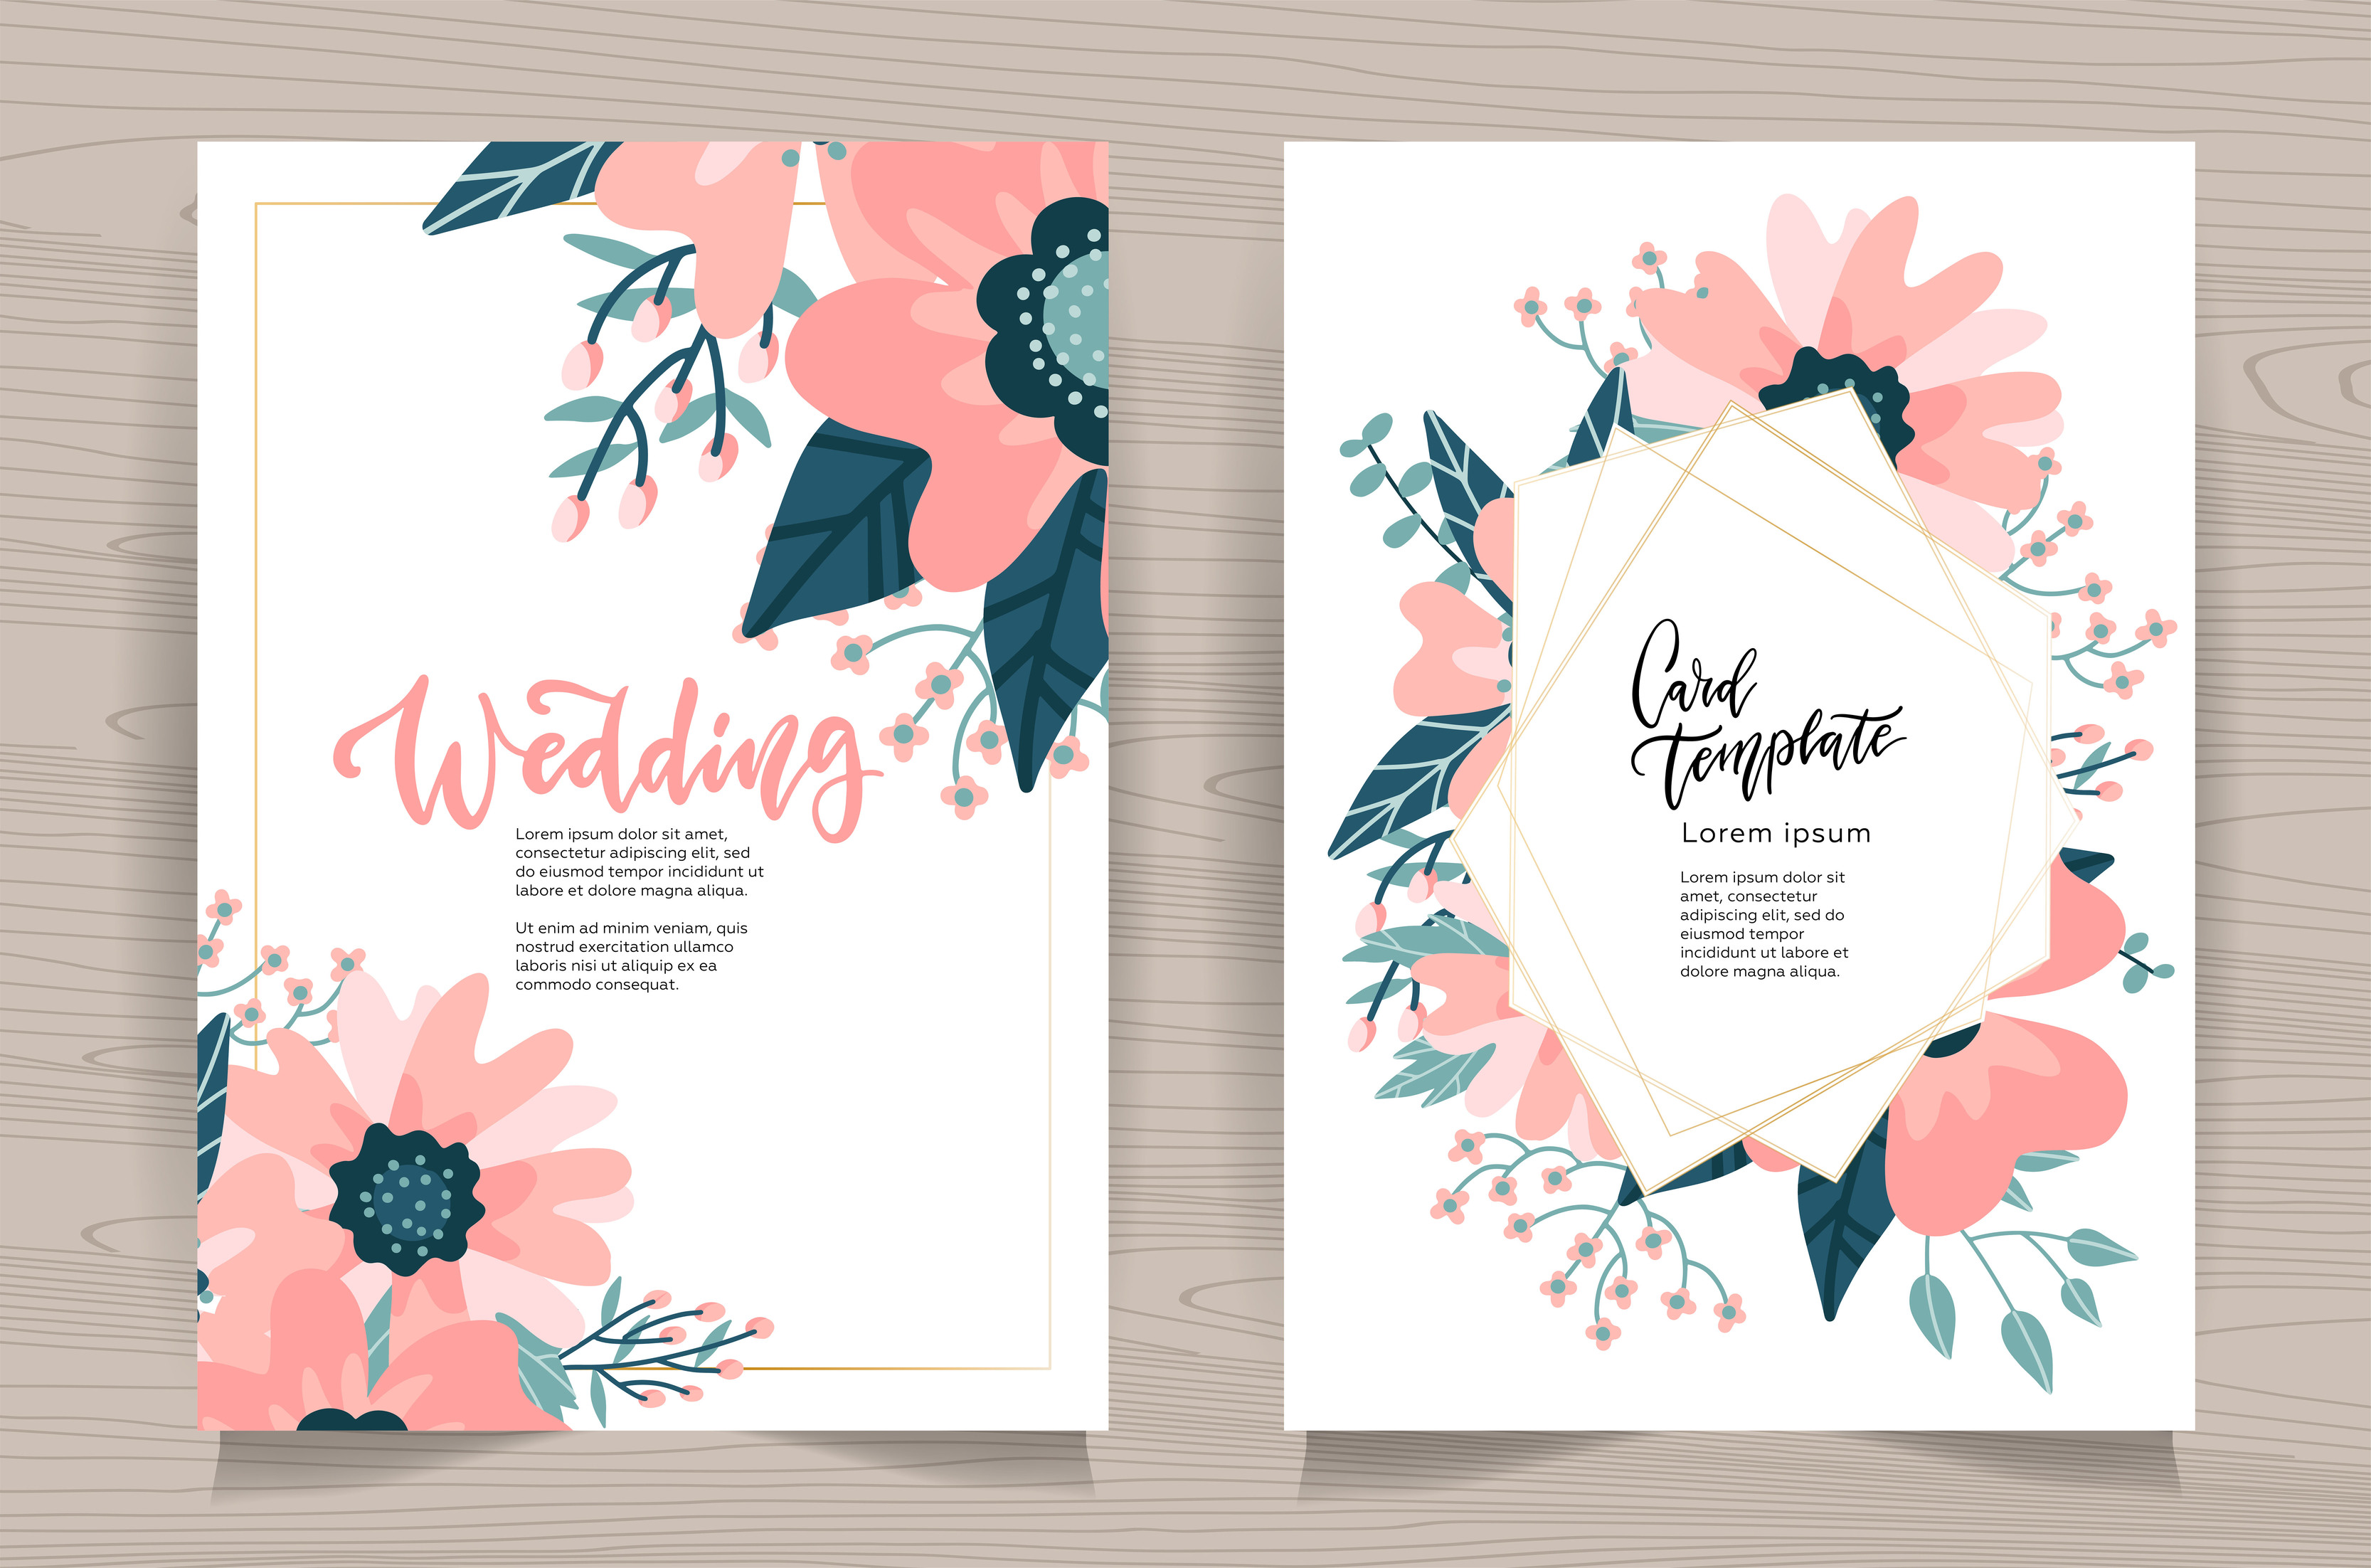 Wedding
Lorem ipsum dolor sit amet,
consectetur adipiscing elit, sed
do eiusmod tempor incididunt ut
labore et dolore magna aliqua.
Ut enim ad minim veniam, quis
nostrud exercitation ullamco
laboris nisi ut aliquip ex ea
commodo consequat.
Card
Template
Lorem ipsum
Lorem ipsum dolor sit
amet, consectetur
adipiscing elit, sed do
eiusmod tempor
incididunt ut labore et
dolore magna aliqua.